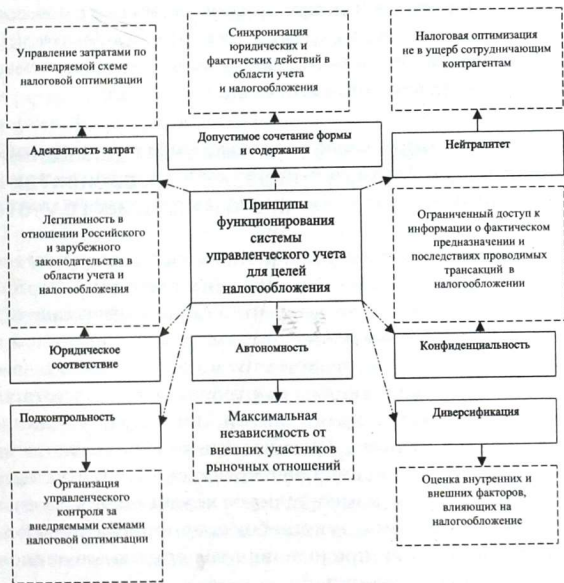 Управление затратами по
внедряемой схеме
налоговой оптимизации
Синхронизация
юридических и
фактических действий в
области учета
и налогообложения
Налоговая оптимизация
не в ущерб сотрудничающим
контрагентам
Адекватность затрат
Допустимое сочетание формы
и содержания
Нейтралитет
Легитимность в
отношении Российского
и зарубежного
законодательства в
области учета и
налогообложения
Принципы
функционирования
системы
управленческого учета
для целей
налогообложения
Ограниченный доступ к
информации о фактическом
предназначении и
последствиях проводимых
трансакций в
налогообложении
Юридическое
соответствие
Автономность
Конфиденциальность
Подконтрольность
Максимальная
независимость от
внешних участников
рыночных отношений
Диверсификация
Организация
управленческого
контроля за
внедряемыми схемами
налоговой оптимизации
Оценка внутренних и
внешних факторов,
влияющих на
налогообложение